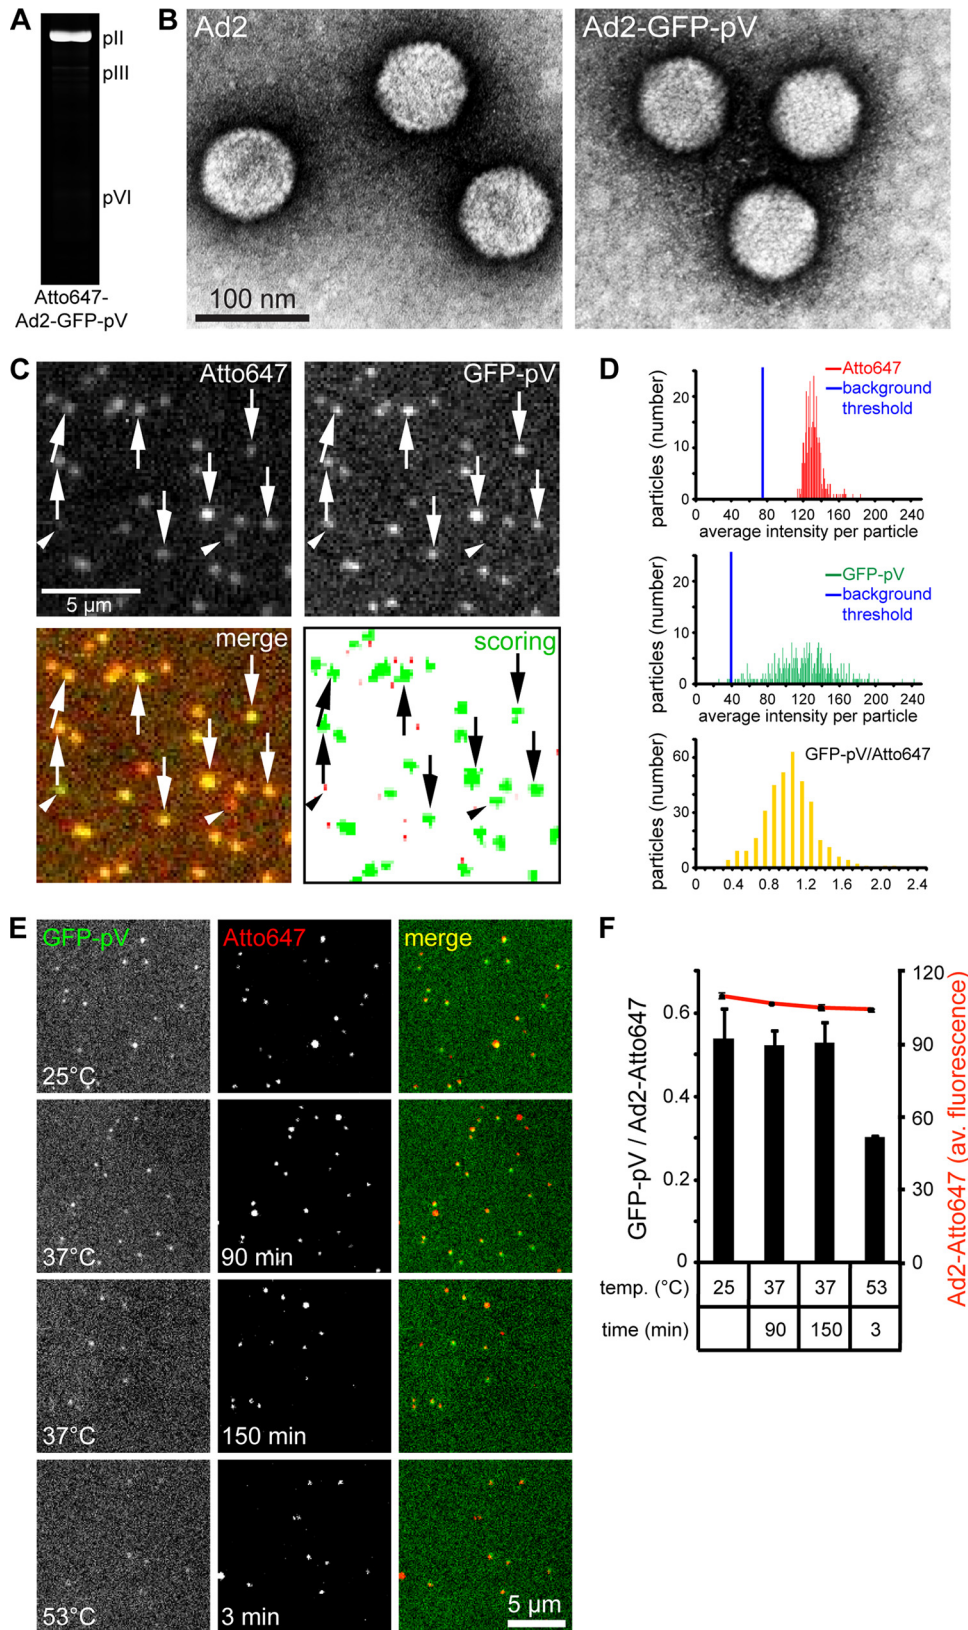 A
pII
pIII
pVI
Atto647-
Ad2-GFP-pV
B
Ad2
100 nm
Ad2-GFP-pV
C
Atto647
5 µm
GFP-pV
merge
scoring
D
particles (number)
20
10
0
Atto647
background
threshold
0 40 80 120 160 200 240
average intensity per particle
particles (number)
20
10
0
GFP-pV
background
threshold
0 40 80 120 160 200 240
average intensity per particle
particles (number)
60
30
0
GFP-pV/Atto647
0 0.4 0.8 1.2 1.6 2.0 2.4
E
GFP-pV
25°C
Atto647
merge
37°C
90 min
37°C
150 min
53°C
3 min
5 µm
F
GFP-pV / Ad2-Atto647
0.6
0.4
0.2
0
120
90
60
30
0
Ad2-Atto647 (av. fluorescence)
temp. (°C) 25 37 37 53
time (min) 90 150 3